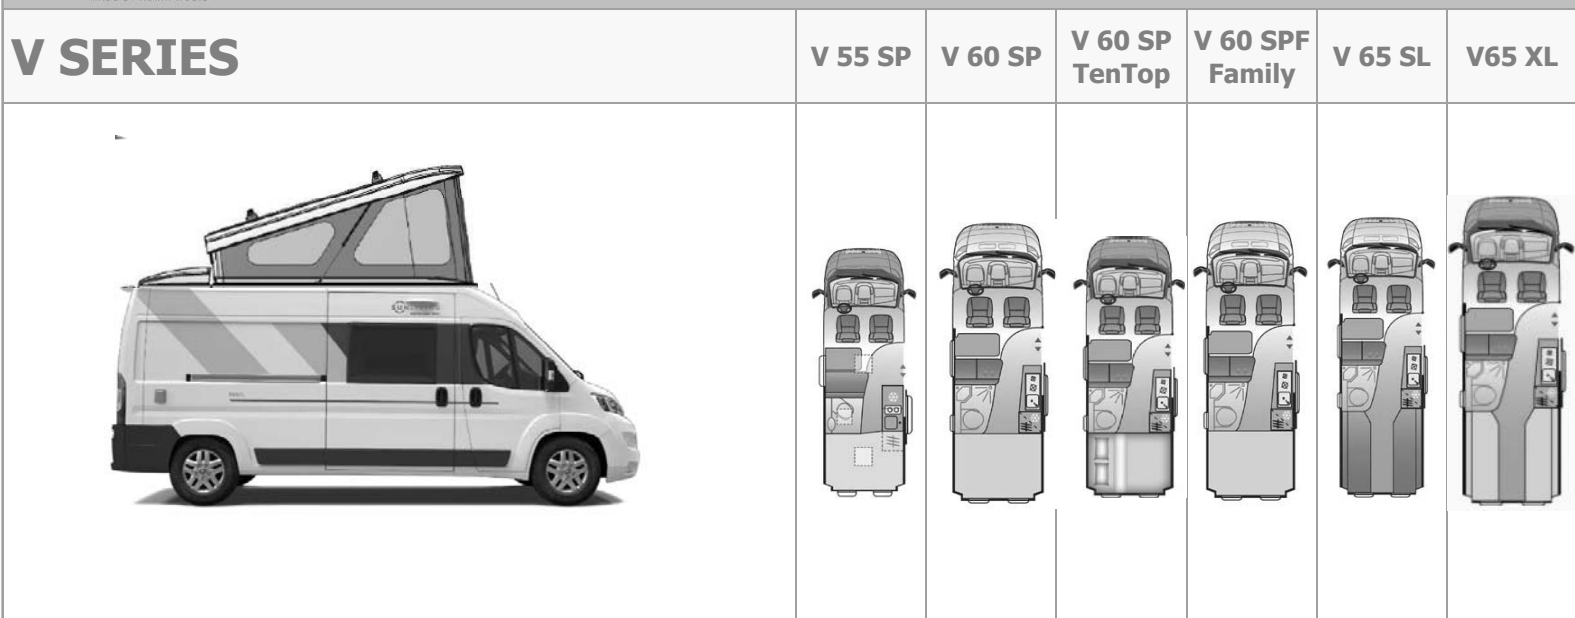 V SERIES
V 55 SP
V 60 SP
V 60 SP
TenTop
V 60 SPF
Family
V 65 SL
V65 XL